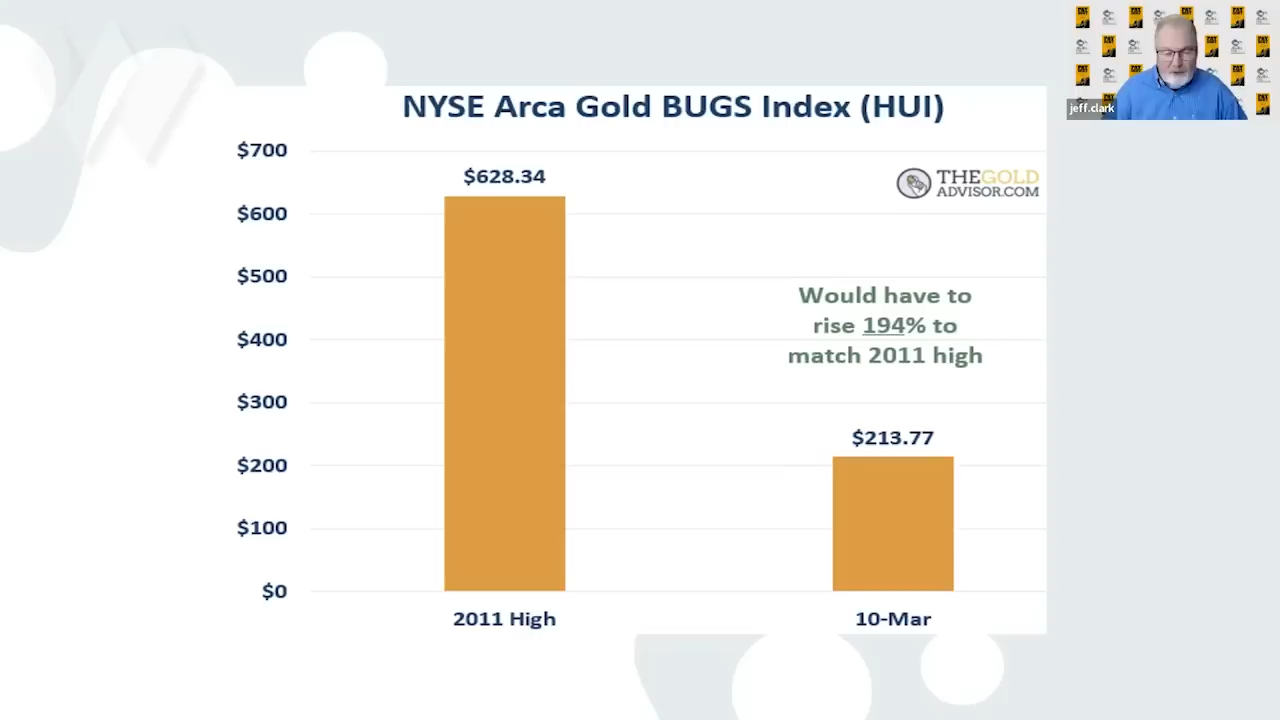 NYSE Arca Gold BUGS Index (HUI)
jeff.clark
$700
$628.34
THEGOLD
ADVISOR.COM
$600
$500
Would have to
rise 194% to
match 2011 high
$400
$300
$213.77
$200
$100
$0
2011 High
10-Mar
CAT